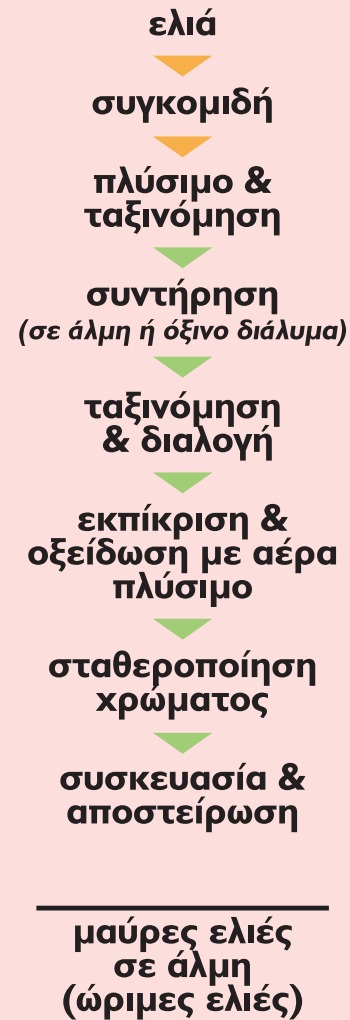 ελιά
συγκομιδή
πλύσιμο &
ταξινόμηση
συντήρηση
(σε άλμη ή όξινο διάλυμα)
ταξινόμηση
& διαλογή
εκπίκριση &
οξείδωση με αέρα
πλύσιμο
σταθεροποίηση
χρώματος
συσκευασία &
αποστείρωση
μαύρες ελιές
σε άλμη
(ώριμες ελιές)